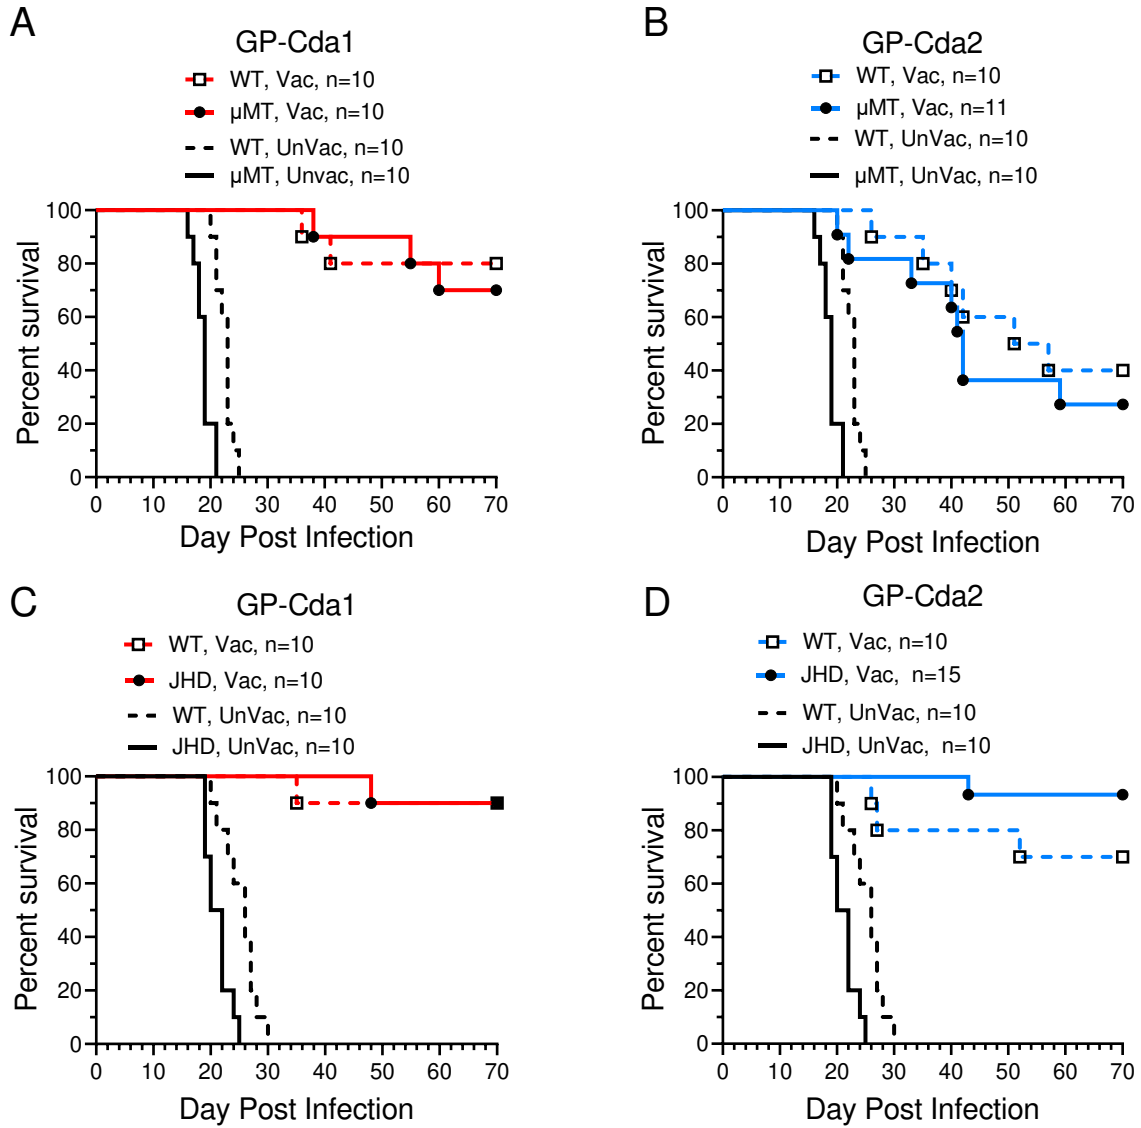 A
GP-Cda1
WT, Vac, n=10
µMT, Vac, n=10
WT, UnVac, n=10
µMT, Unvac, n=10
Percent survival
100
80
60
40
20
0
0 10 20 30 40 50 60 70
Day Post Infection
B
GP-Cda2
WT, Vac, n=10
µMT, Vac, n=11
WT, UnVac, n=10
µMT, UnVac, n=10
Percent survival
100
80
60
40
20
0
0 10 20 30 40 50 60 70
Day Post Infection
C
GP-Cda1
WT, Vac, n=10
JHD, Vac, n=10
WT, UnVac, n=10
JHD, UnVac, n=10
Percent survival
100
80
60
40
20
0
0 10 20 30 40 50 60 70
Day Post Infection
D
GP-Cda2
WT, Vac, n=10
JHD, Vac, n=15
WT, UnVac, n=10
JHD, UnVac, n=10
Percent survival
100
80
60
40
20
0
0 10 20 30 40 50 60 70
Day Post Infection